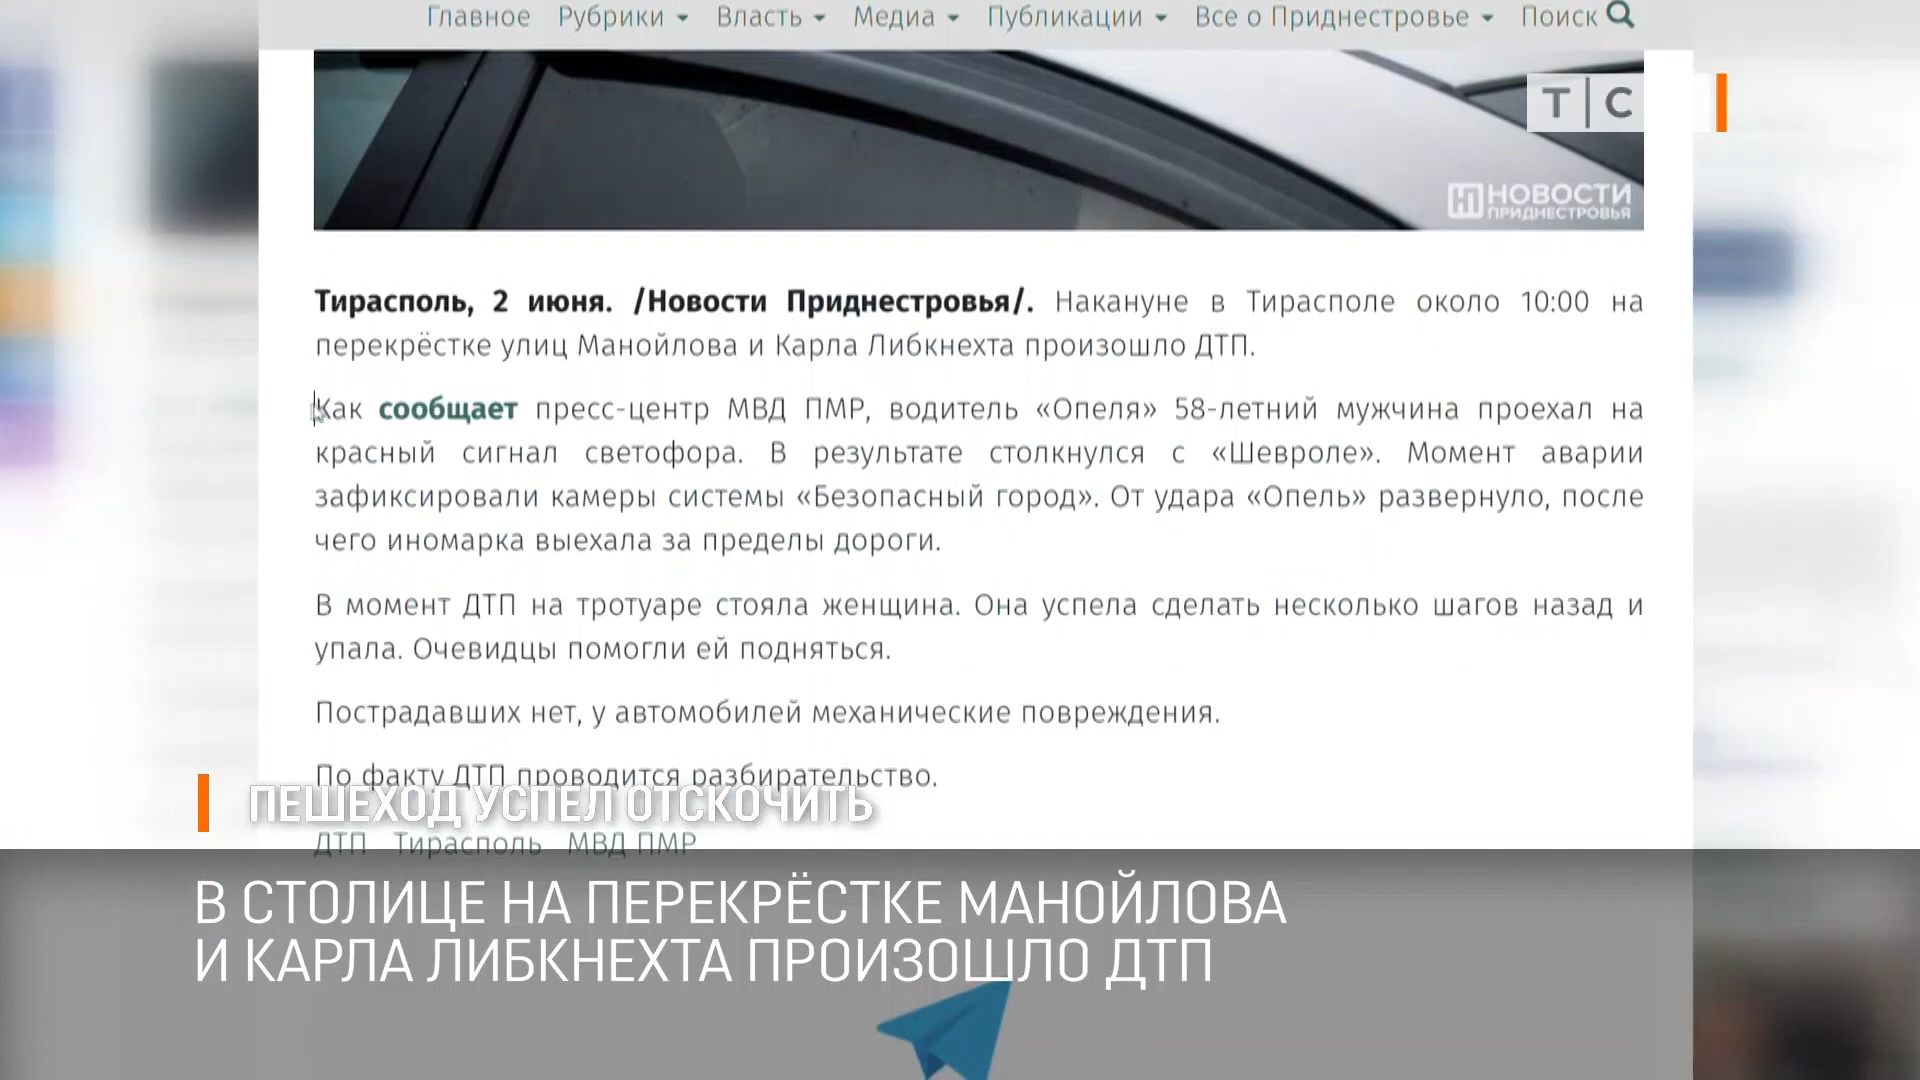 Главное Рубрики Власть Медиа Публикации Все о Приднестровье Поиск
Т|С
НОВОСТИ
ПРИДНЕСТРОВЬЯ
Тирасполь, 2 июня. /Новости Приднестровья/. Накануне в Тирасполе около 10:00 на
перекрёстке улиц Манойлова и Карла Либкнехта произошло ДТП.
Как сообщает пресс-центр МВД ПМР, водитель «Опеля» 58-летний мужчина проехал на
красный сигнал светофора. В результате столкнулся с «Шевроле». Момент аварии
зафиксировали камеры системы «Безопасный город». От удара «Опель» развернуло, после
чего иномарка выехала за пределы дороги.
В момент ДТП на тротуаре стояла женщина. Она успела сделать несколько шагов назад и
упала. Очевидцы помогли ей подняться.
Пострадавших нет, у автомобилей механические повреждения.
По факту ДТП проводится разбирательство.
ПЕШЕХОД УСПЕЛ ОТСКОЧИТЬ
ДТП Тирасполь МВД ПМР
В СТОЛИЦЕ НА ПЕРЕКРЁСТКЕ МАНОЙЛОВА
И КАРЛА ЛИБКНЕХТА ПРОИЗОШЛО ДТП